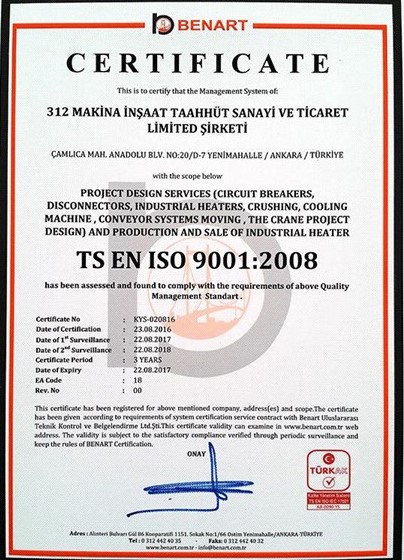 BENART
CERTIFICATE
This is to certify that the Management System of:
312 MAKİNA İNŞAAT TAAHHÜT SANAYİ VE TİCARET
LIMITED ŞİRKETİ
ÇAMLICA MAH. ANADOLU BLV. NO:20/D-7 YENIMAHALLE / ANKARA / TÜRKİYE
with the scope below
PROJECT DESIGN SERVICES (CIRCUIT BREAKERS,
DISCONNECTORS, INDUSTRIAL HEATERS, CRUSHING, COOLING
MACHINE , CONVEYOR SYSTEMS MOVING , THE CRANE PROJECT
DESIGN) AND PRODUCTION AND SALE OF INDUSTRIAL HEATER
TS EN ISO 9001:2008
has been assessed and found to comply with the requirements of above Quality
Management Standart .
Certificate Number : KYS-020816
Date of Certification : 23.08.2016
Date of 1st Surveillance : 22.08.2017
Date of 2nd Surveillance : 22.08.2018
Certificate Period : 3 YEARS
Date of Expiry : 22.08.2017
EA Code : 18
Rev. No : 00
This certificate has been registered for above mentioned company, address(es) and scope.The certificate
has been given according to requirements of system certification service contract with Benart Uluslararası
Teknik Kontrol ve Belgelendirme Ltd.Şti.This certificate validity can examine in www.benart.com.tr web
address. The validity is subject to the satisfactory compliance verified through periodic surveillance and
keep the rules of BENART Certification.
ONAY
TÜRKAK
Kalite Yönetim Sistemi
TS EN ISO IEC 17021
AB-0090-YS
Adres : Alınteri Bulvarı Gül 86 Kooparatifi 1151. Sokak No:1/66 Ostim Yenimahalle/ANKARA-TÜRKİYE
Tel : 0 312 442 40 35 - Fax: 0 312 442 40 32
www.benart.com.tr - info@benart.com.tr